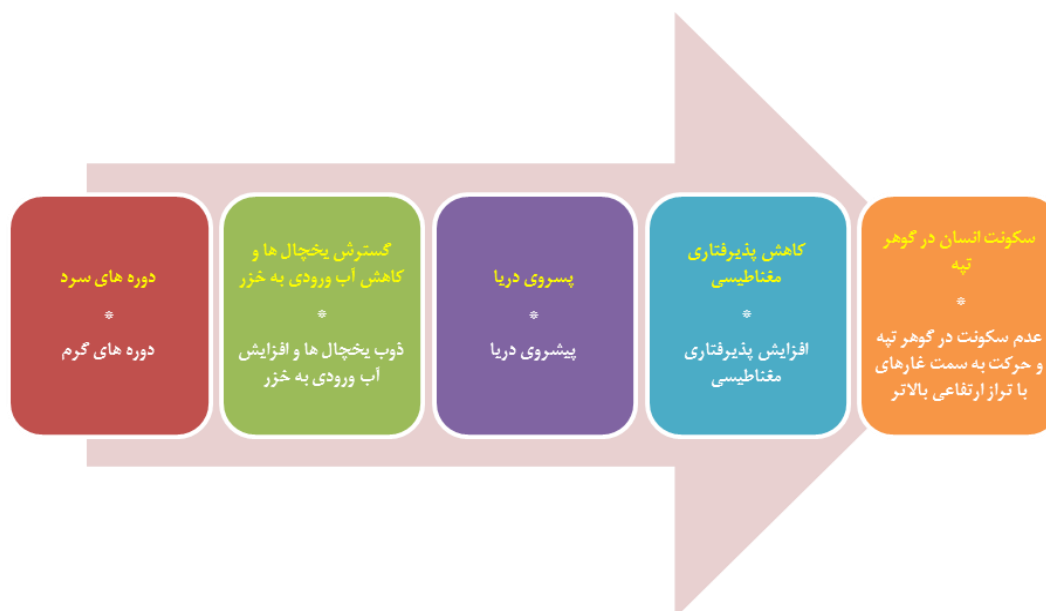 دوره های سرد
*
دوره های گرم
گسترش یخچال ها و
کاهش آب ورودی به خزر
*
ذوب یخچال ها و افزایش
آب ورودی به خزر
پسروی دریا
*
پیشروی دریا
کاهش پذیرفتاری
مغناطیسی
*
افزایش پذیرفتاری
مغناطیسی
سکونت انسان در گوهر
تپه
*
عدم سکونت در گوهر تپه
و حرکت به سمت غارهای
با تراز ارتفاعی بالاتر